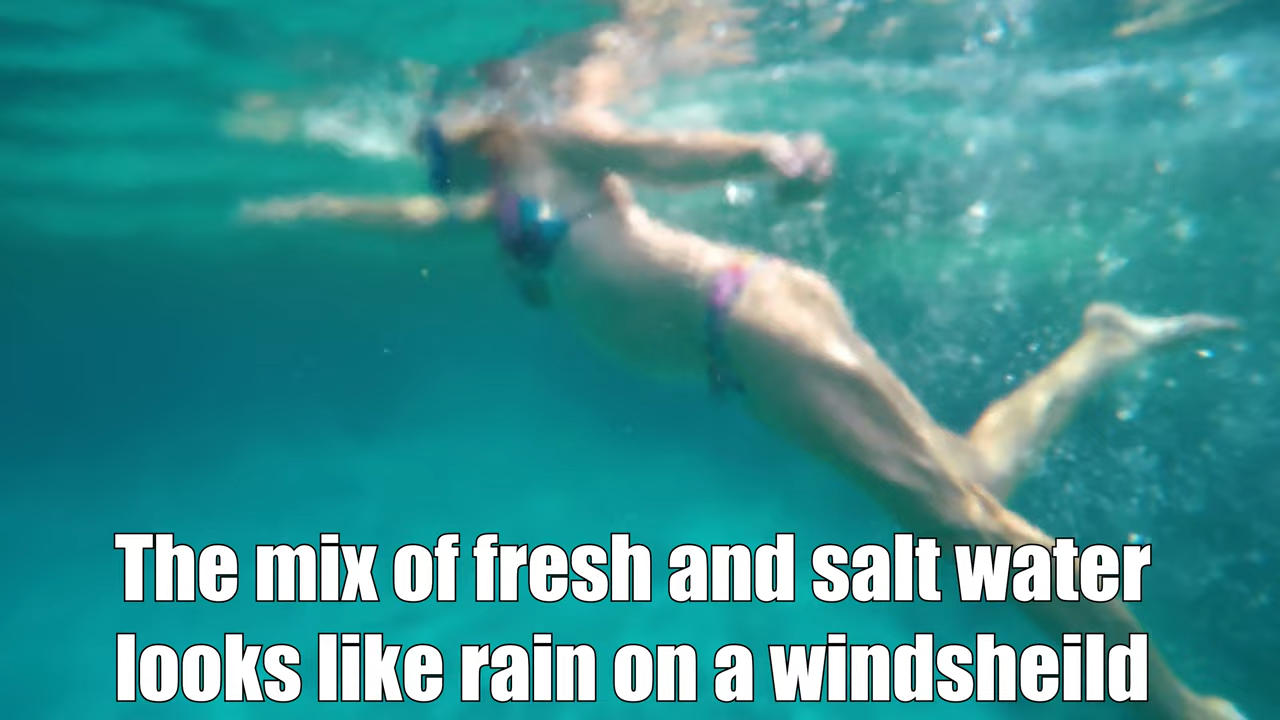 The mix of fresh and salt water
looks like rain on a windsheild